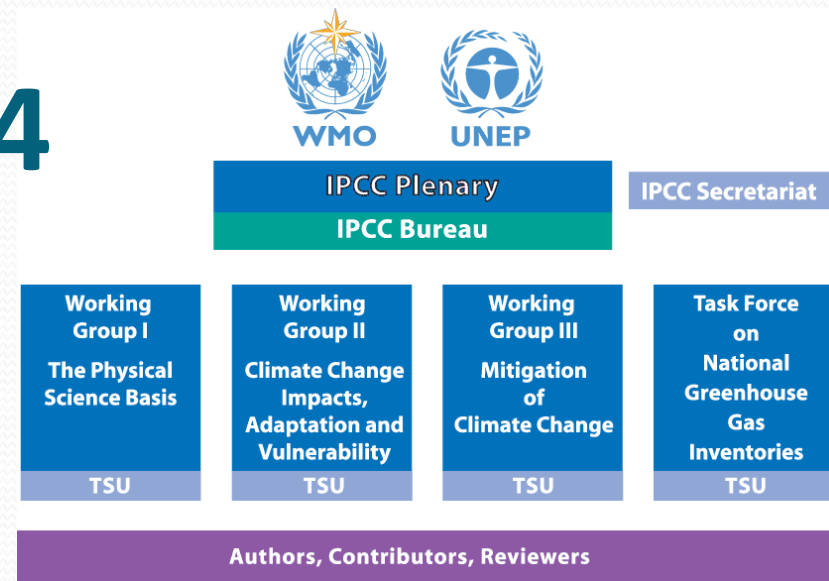 4
WMO
UNEP
IPCC Plenary
IPCC Secretariat
IPCC Bureau
Working
Group I
The Physical
Science Basis
TSU
Working
Group II
Climate Change
Impacts,
Adaptation and
Vulnerability
TSU
Working
Group III
Mitigation
of
Climate Change
TSU
Task Force
on
National
Greenhouse
Gas
Inventories
TSU
Authors, Contributors, Reviewers